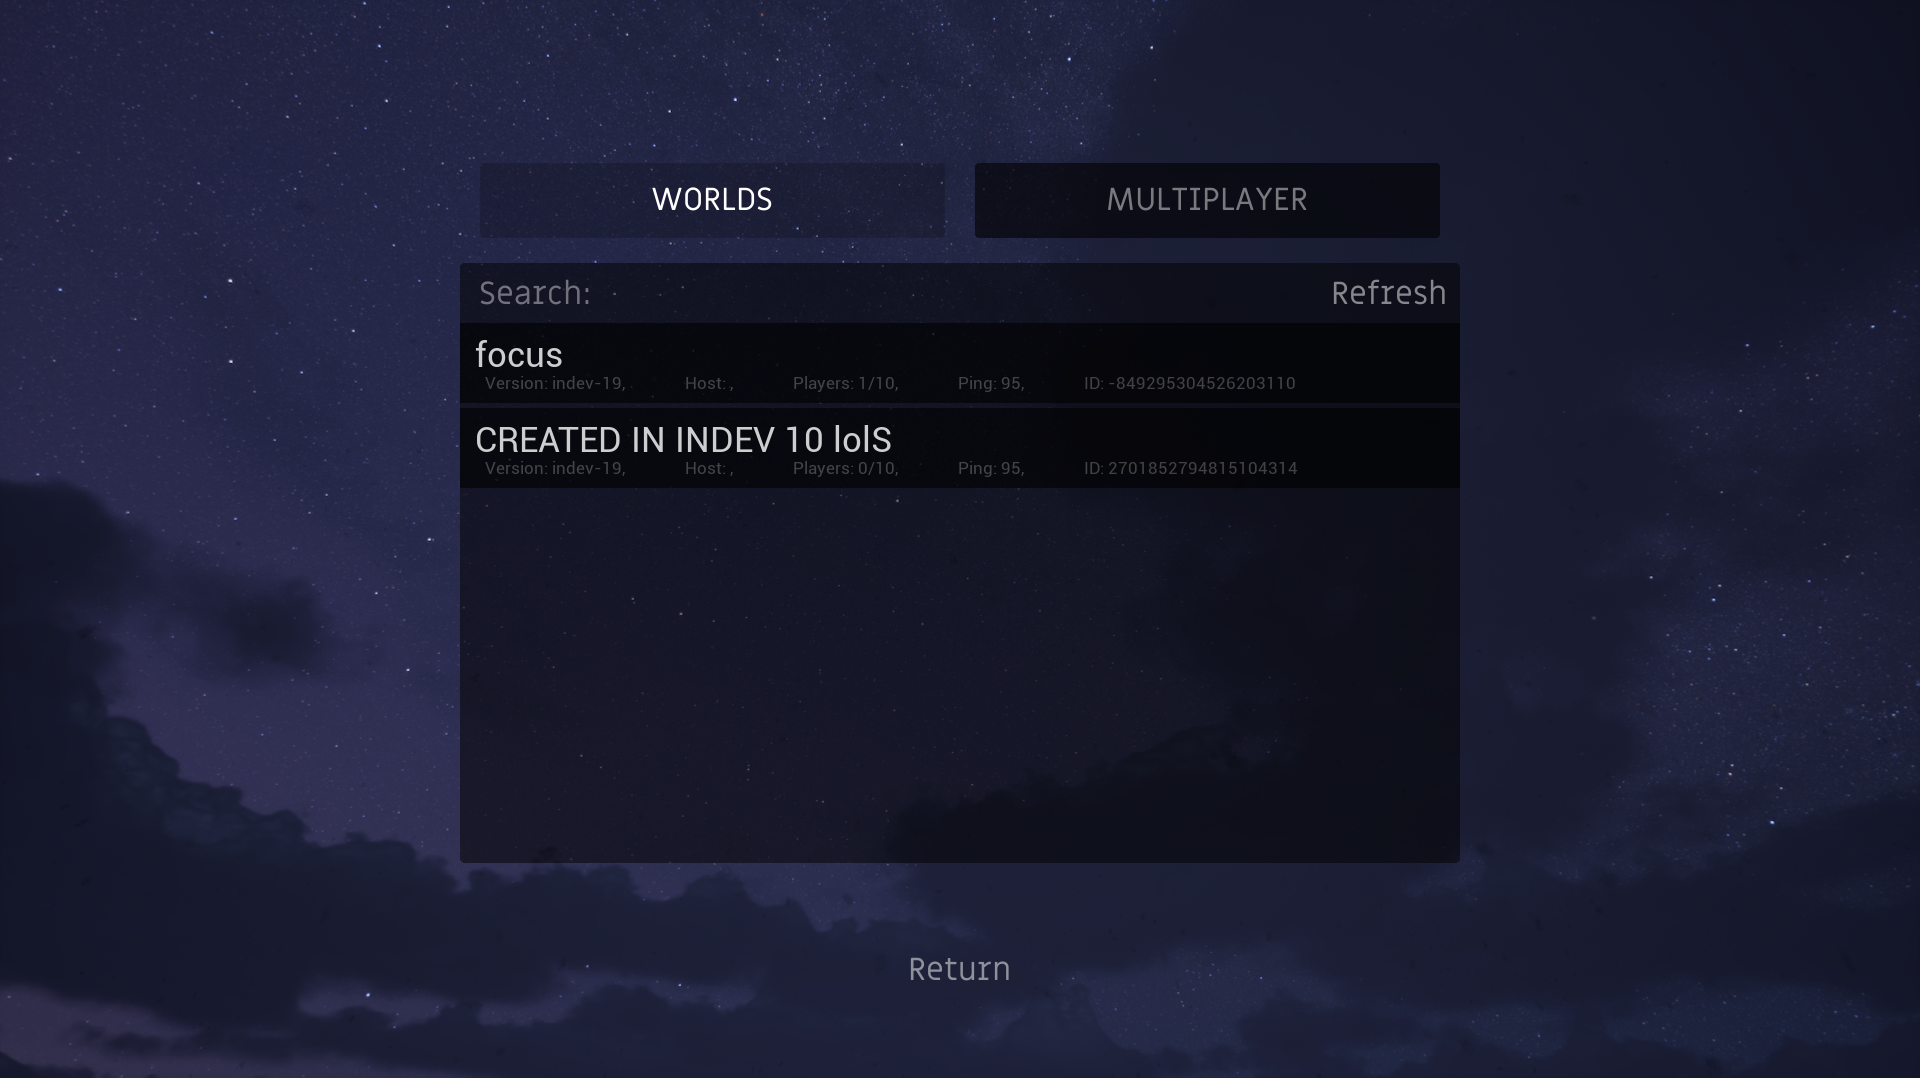 WORLDS MULTIPLAYER
Search: Refresh
focus
Version: indev-19, Host: , Players: 1/10, Ping: 95, ID: -849295304526203110
CREATED IN INDEV 10 lolS
Version: indev-19, Host: , Players: 0/10, Ping: 95, ID: 2701852794815104314
Return